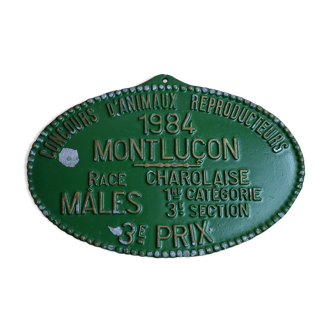 CONCOURS D'ANIMAUX REPRODUCTEURS
1984
MONTLUÇON
RACE CHAROLAISE
MÂLES 1RE CATÉGORIE
3E SECTION
3E PRIX